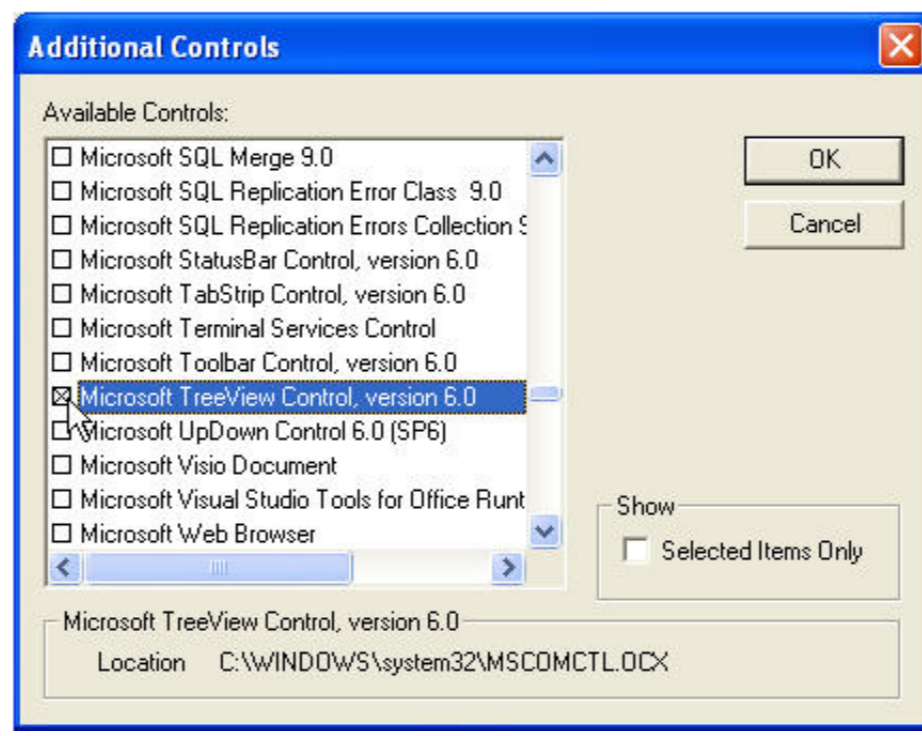 Additional Controls
Available Controls:
Microsoft SQL Merge 9.0
Microsoft SQL Replication Error Class 9.0
Microsoft SQL Replication Errors Collection 9
Microsoft StatusBar Control, version 6.0
Microsoft TabStrip Control, version 6.0
Microsoft Terminal Services Control
Microsoft Toolbar Control, version 6.0
Microsoft TreeView Control, version 6.0
Microsoft UpDown Control 6.0 (SP6)
Microsoft Visio Document
Microsoft Visual Studio Tools for Office Runt
Microsoft Web Browser
OK
Cancel
Show
Selected Items Only
Microsoft TreeView Control, version 6.0
Location C:\WINDOWS\system32\MSCOMCTL.OCX